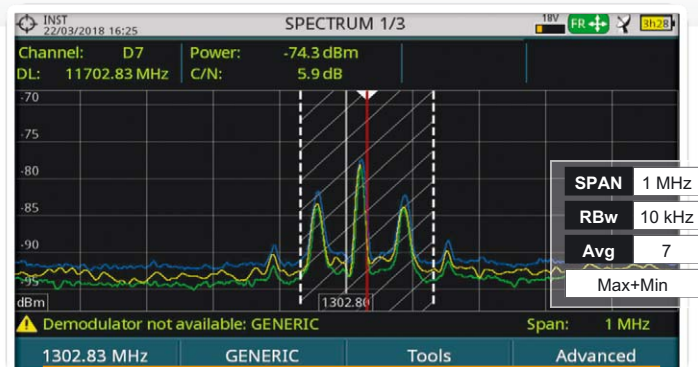 INST
22/03/2018 16:25
SPECTRUM 1/3
18V
FR
3h28
Channel: D7 Power: -74.3 dBm
DL: 11702.83 MHz C/N: 5.9 dB
-70
-75
-80
-85
-90
-95
dBm
1302.80
SPAN 1 MHz
RBw 10 kHz
Avg 7
Max+Min
Demodulator not available: GENERIC Span: 1 MHz
1302.83 MHz GENERIC Tools Advanced